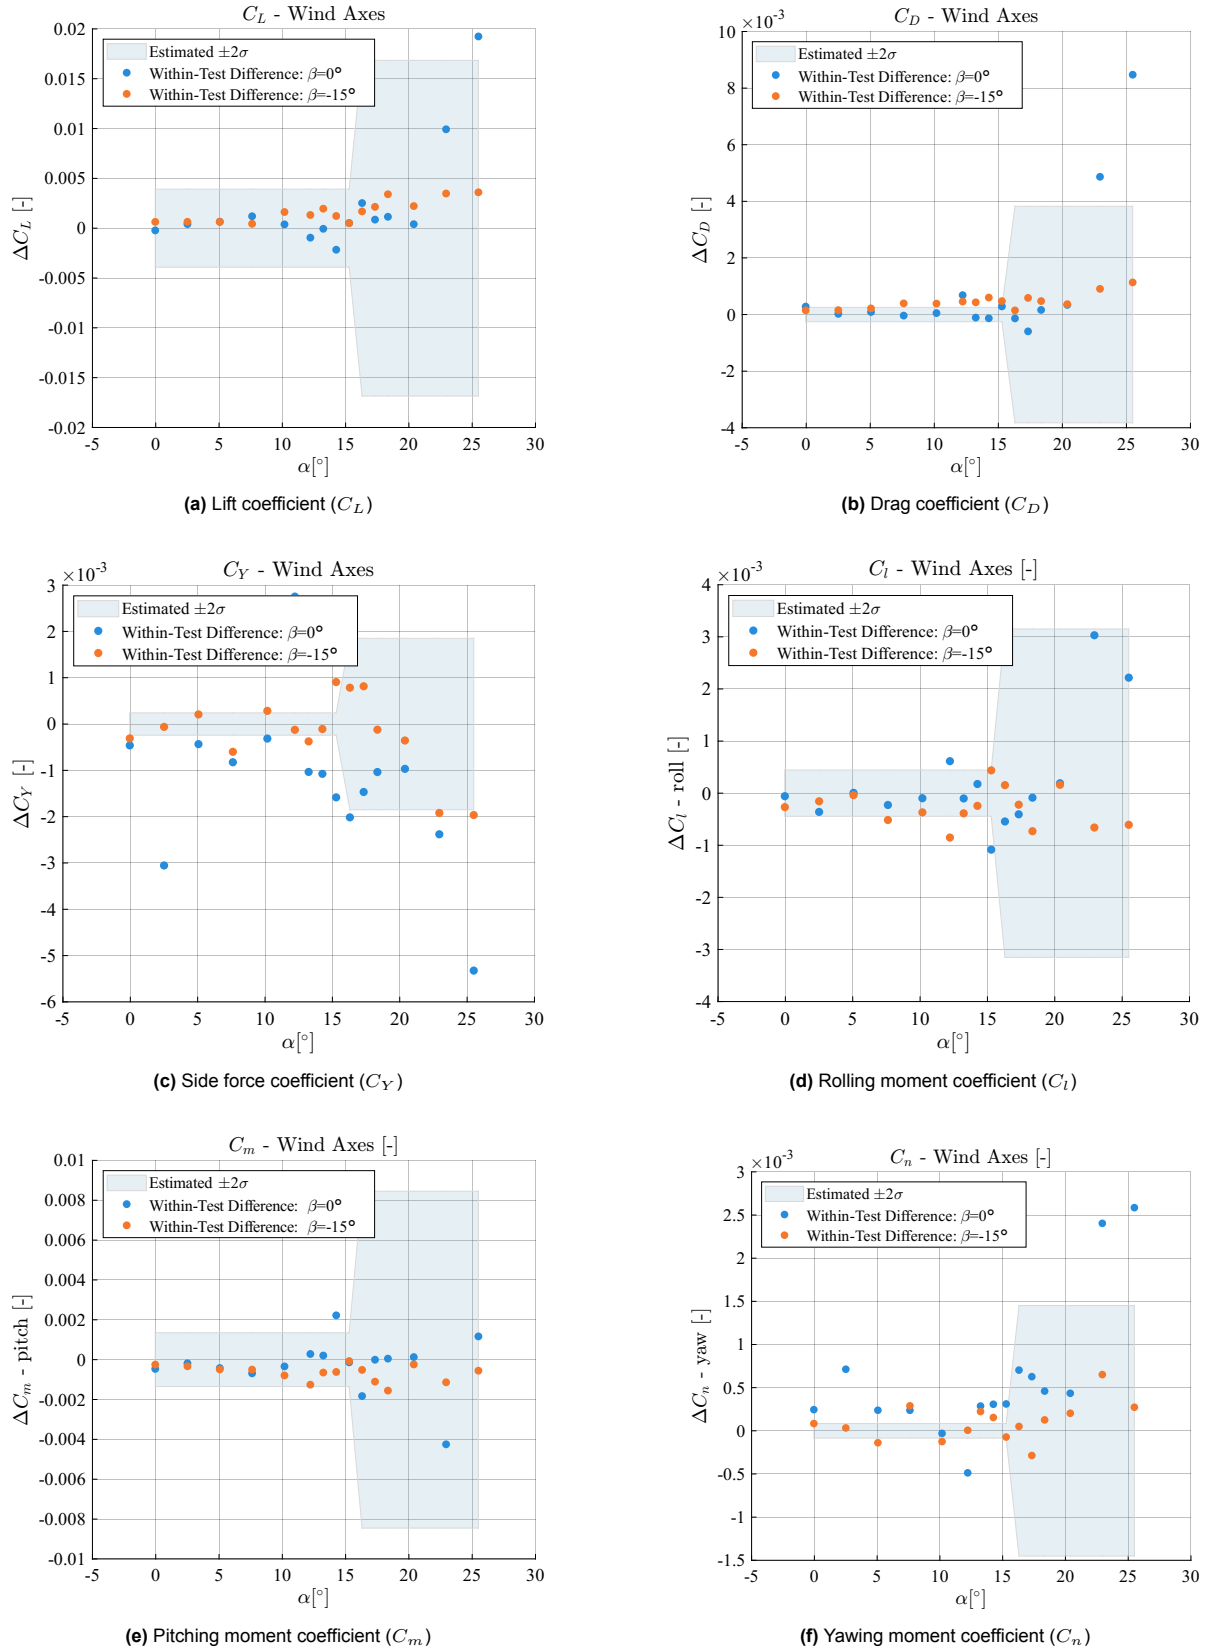 C_L - Wind Axes
0.02
0.015
0.01
0.005
0
-0.005
-0.01
-0.015
-0.02
ΔC_L [-]
Estimated ±2σ
Within-Test Difference: β=0°
Within-Test Difference: β=-15°
-5 0 5 10 15 20 25 30
α[°]
(a) Lift coefficient (C_L)
×10⁻³ C_D - Wind Axes
10
8
6
4
2
0
-2
-4
ΔC_D [-]
Estimated ±2σ
Within-Test Difference: β=0°
Within-Test Difference: β=-15°
-5 0 5 10 15 20 25 30
α[°]
(b) Drag coefficient (C_D)
×10⁻³ C_Y - Wind Axes
3
2
1
0
-1
-2
-3
-4
-5
-6
ΔC_Y [-]
Estimated ±2σ
Within-Test Difference: β=0°
Within-Test Difference: β=-15°
-5 0 5 10 15 20 25 30
α[°]
(c) Side force coefficient (C_Y)
×10⁻³ C_l - Wind Axes [-]
4
3
2
1
0
-1
-2
-3
-4
ΔC_l - roll [-]
Estimated ±2σ
Within-Test Difference: β=0°
Within-Test Difference: β=-15°
-5 0 5 10 15 20 25 30
α[°]
(d) Rolling moment coefficient (C_l)
C_m - Wind Axes [-]
0.01
0.008
0.006
0.004
0.002
0
-0.002
-0.004
-0.006
-0.008
-0.01
ΔC_m - pitch [-]
Estimated ±2σ
Within-Test Difference: β=0°
Within-Test Difference: β=-15°
-5 0 5 10 15 20 25 30
α[°]
(e) Pitching moment coefficient (C_m)
×10⁻³ C_n - Wind Axes [-]
3
2.5
2
1.5
1
0.5
0
-0.5
-1
-1.5
ΔC_n - yaw [-]
Estimated ±2σ
Within-Test Difference: β=0°
Within-Test Difference: β=-15°
-5 0 5 10 15 20 25 30
α[°]
(f) Yawing moment coefficient (C_n)